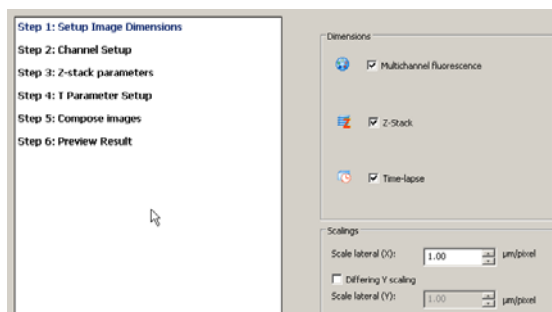 Step 1: Setup Image Dimensions
Step 2: Channel Setup
Step 3: Z-stack parameters
Step 4: T Parameter Setup
Step 5: Compose images
Step 6: Preview Result
Dimensions
Multichannel fluorescence
Z-Stack
Time-lapse
Scalings
Scale lateral (X): 1.00 µm/pixel
Differing Y scaling
Scale lateral (Y): 1.00 µm/pixel